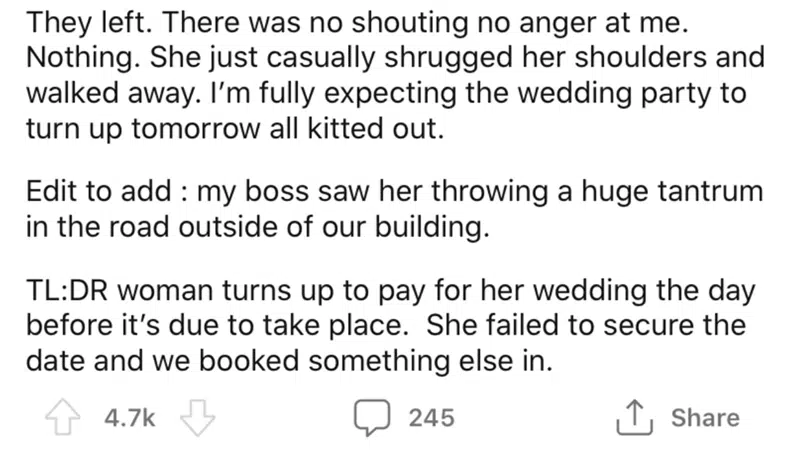 They left. There was no shouting no anger at me.
Nothing. She just casually shrugged her shoulders and
walked away. I’m fully expecting the wedding party to
turn up tomorrow all kitted out.
Edit to add : my boss saw her throwing a huge tantrum
in the road outside of our building.
TL:DR woman turns up to pay for her wedding the day
before it’s due to take place.  She failed to secure the
date and we booked something else in.
4.7k 245 Share